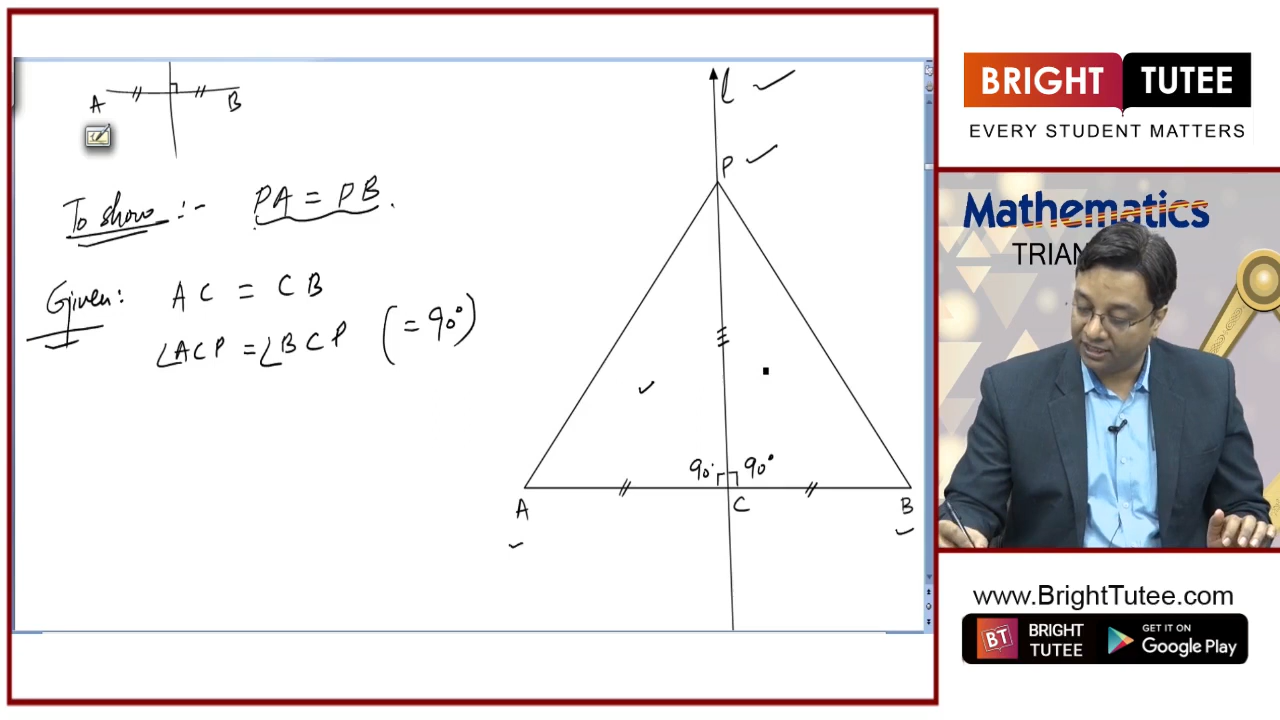 A B
To show :- PA = PB.
Given: AC = CB
∠ACP = ∠BCP (= 90°)
l
P
90° 90°
A C B
BRIGHT TUTEE
EVERY STUDENT MATTERS
Mathematics
TRIAN
www.BrightTutee.com
BT BRIGHT TUTEE
GET IT ON
Google Play